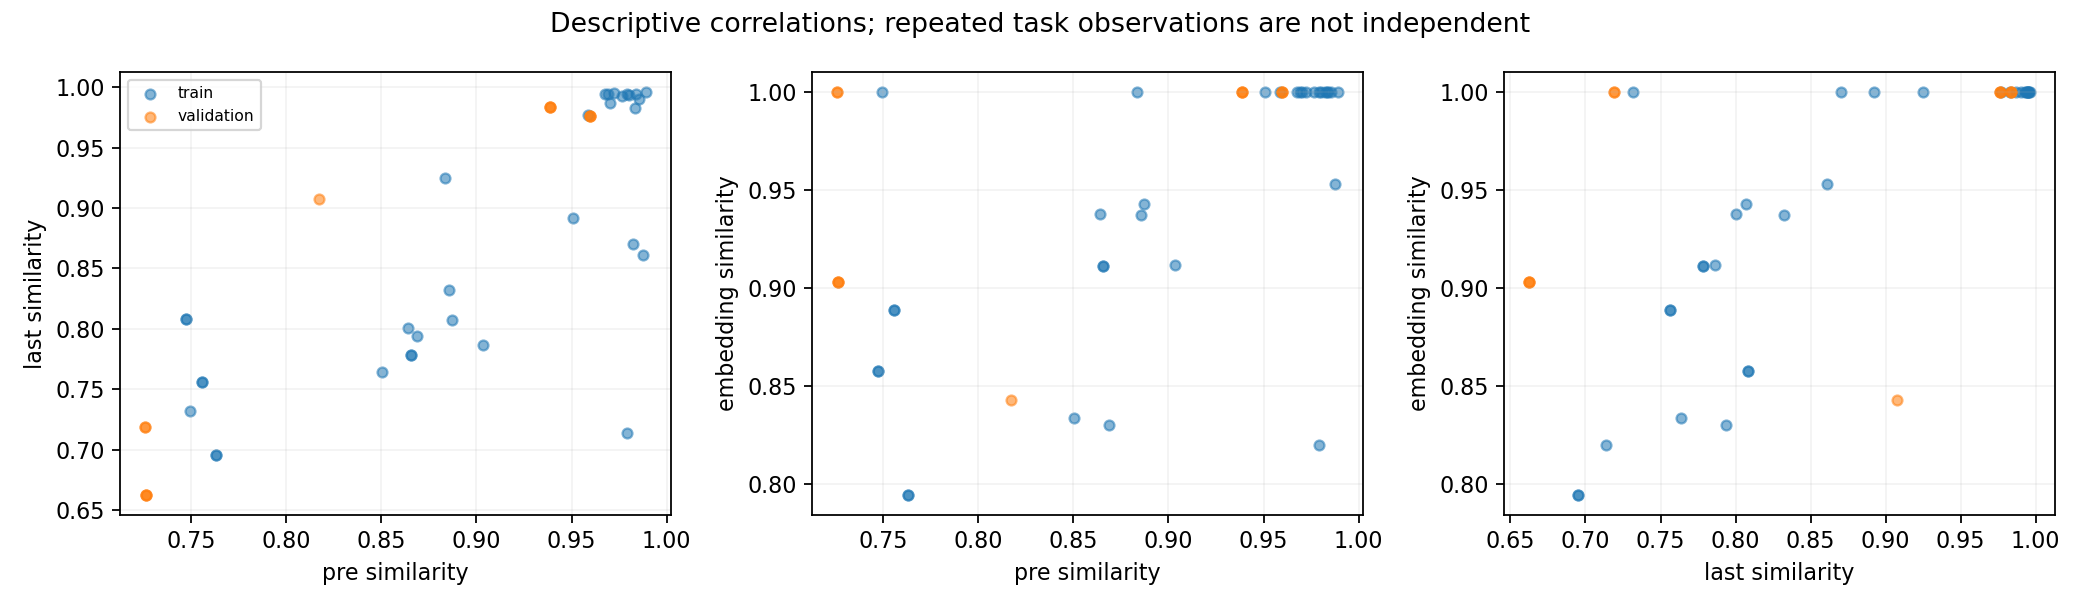 Descriptive correlations; repeated task observations are not independent
train
validation
last similarity
1.00
0.95
0.90
0.85
0.80
0.75
0.70
0.65
0.75 0.80 0.85 0.90 0.95 1.00
pre similarity
embedding similarity
1.00
0.95
0.90
0.85
0.80
0.75 0.80 0.85 0.90 0.95 1.00
pre similarity
embedding similarity
1.00
0.95
0.90
0.85
0.80
0.65 0.70 0.75 0.80 0.85 0.90 0.95 1.00
last similarity